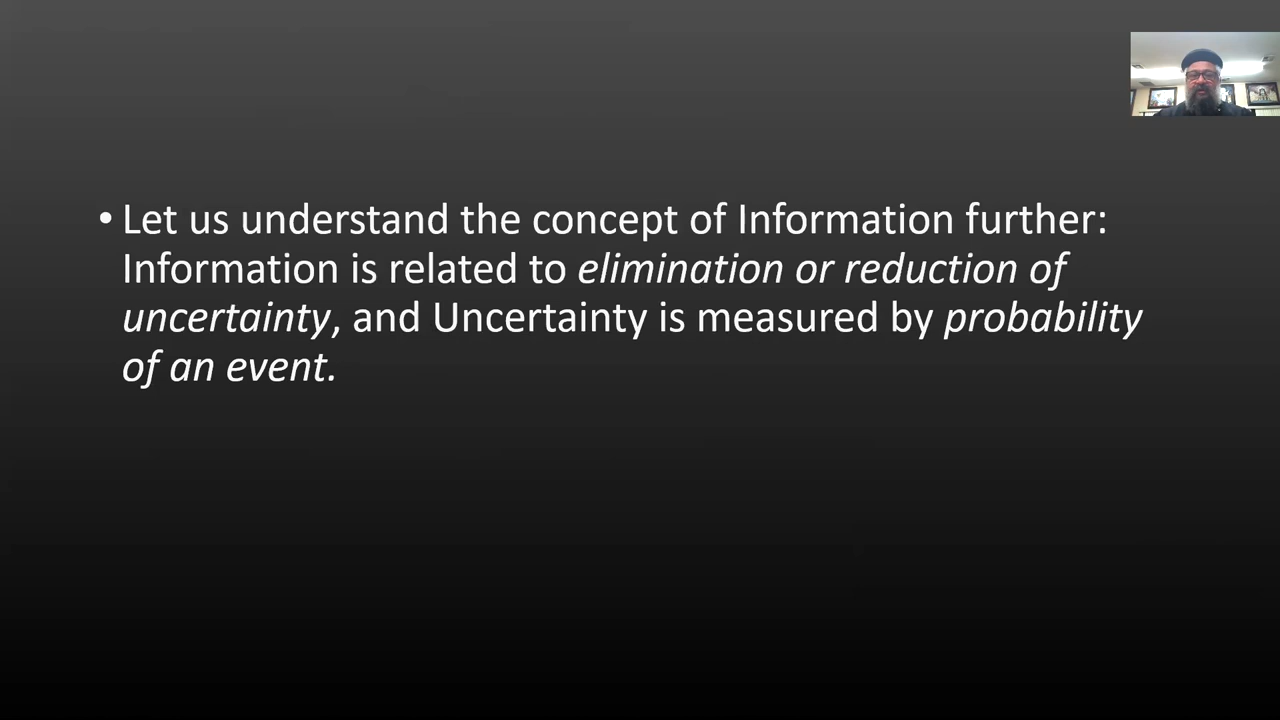 • Let us understand the concept of Information further:
Information is related to elimination or reduction of
uncertainty, and Uncertainty is measured by probability
of an event.